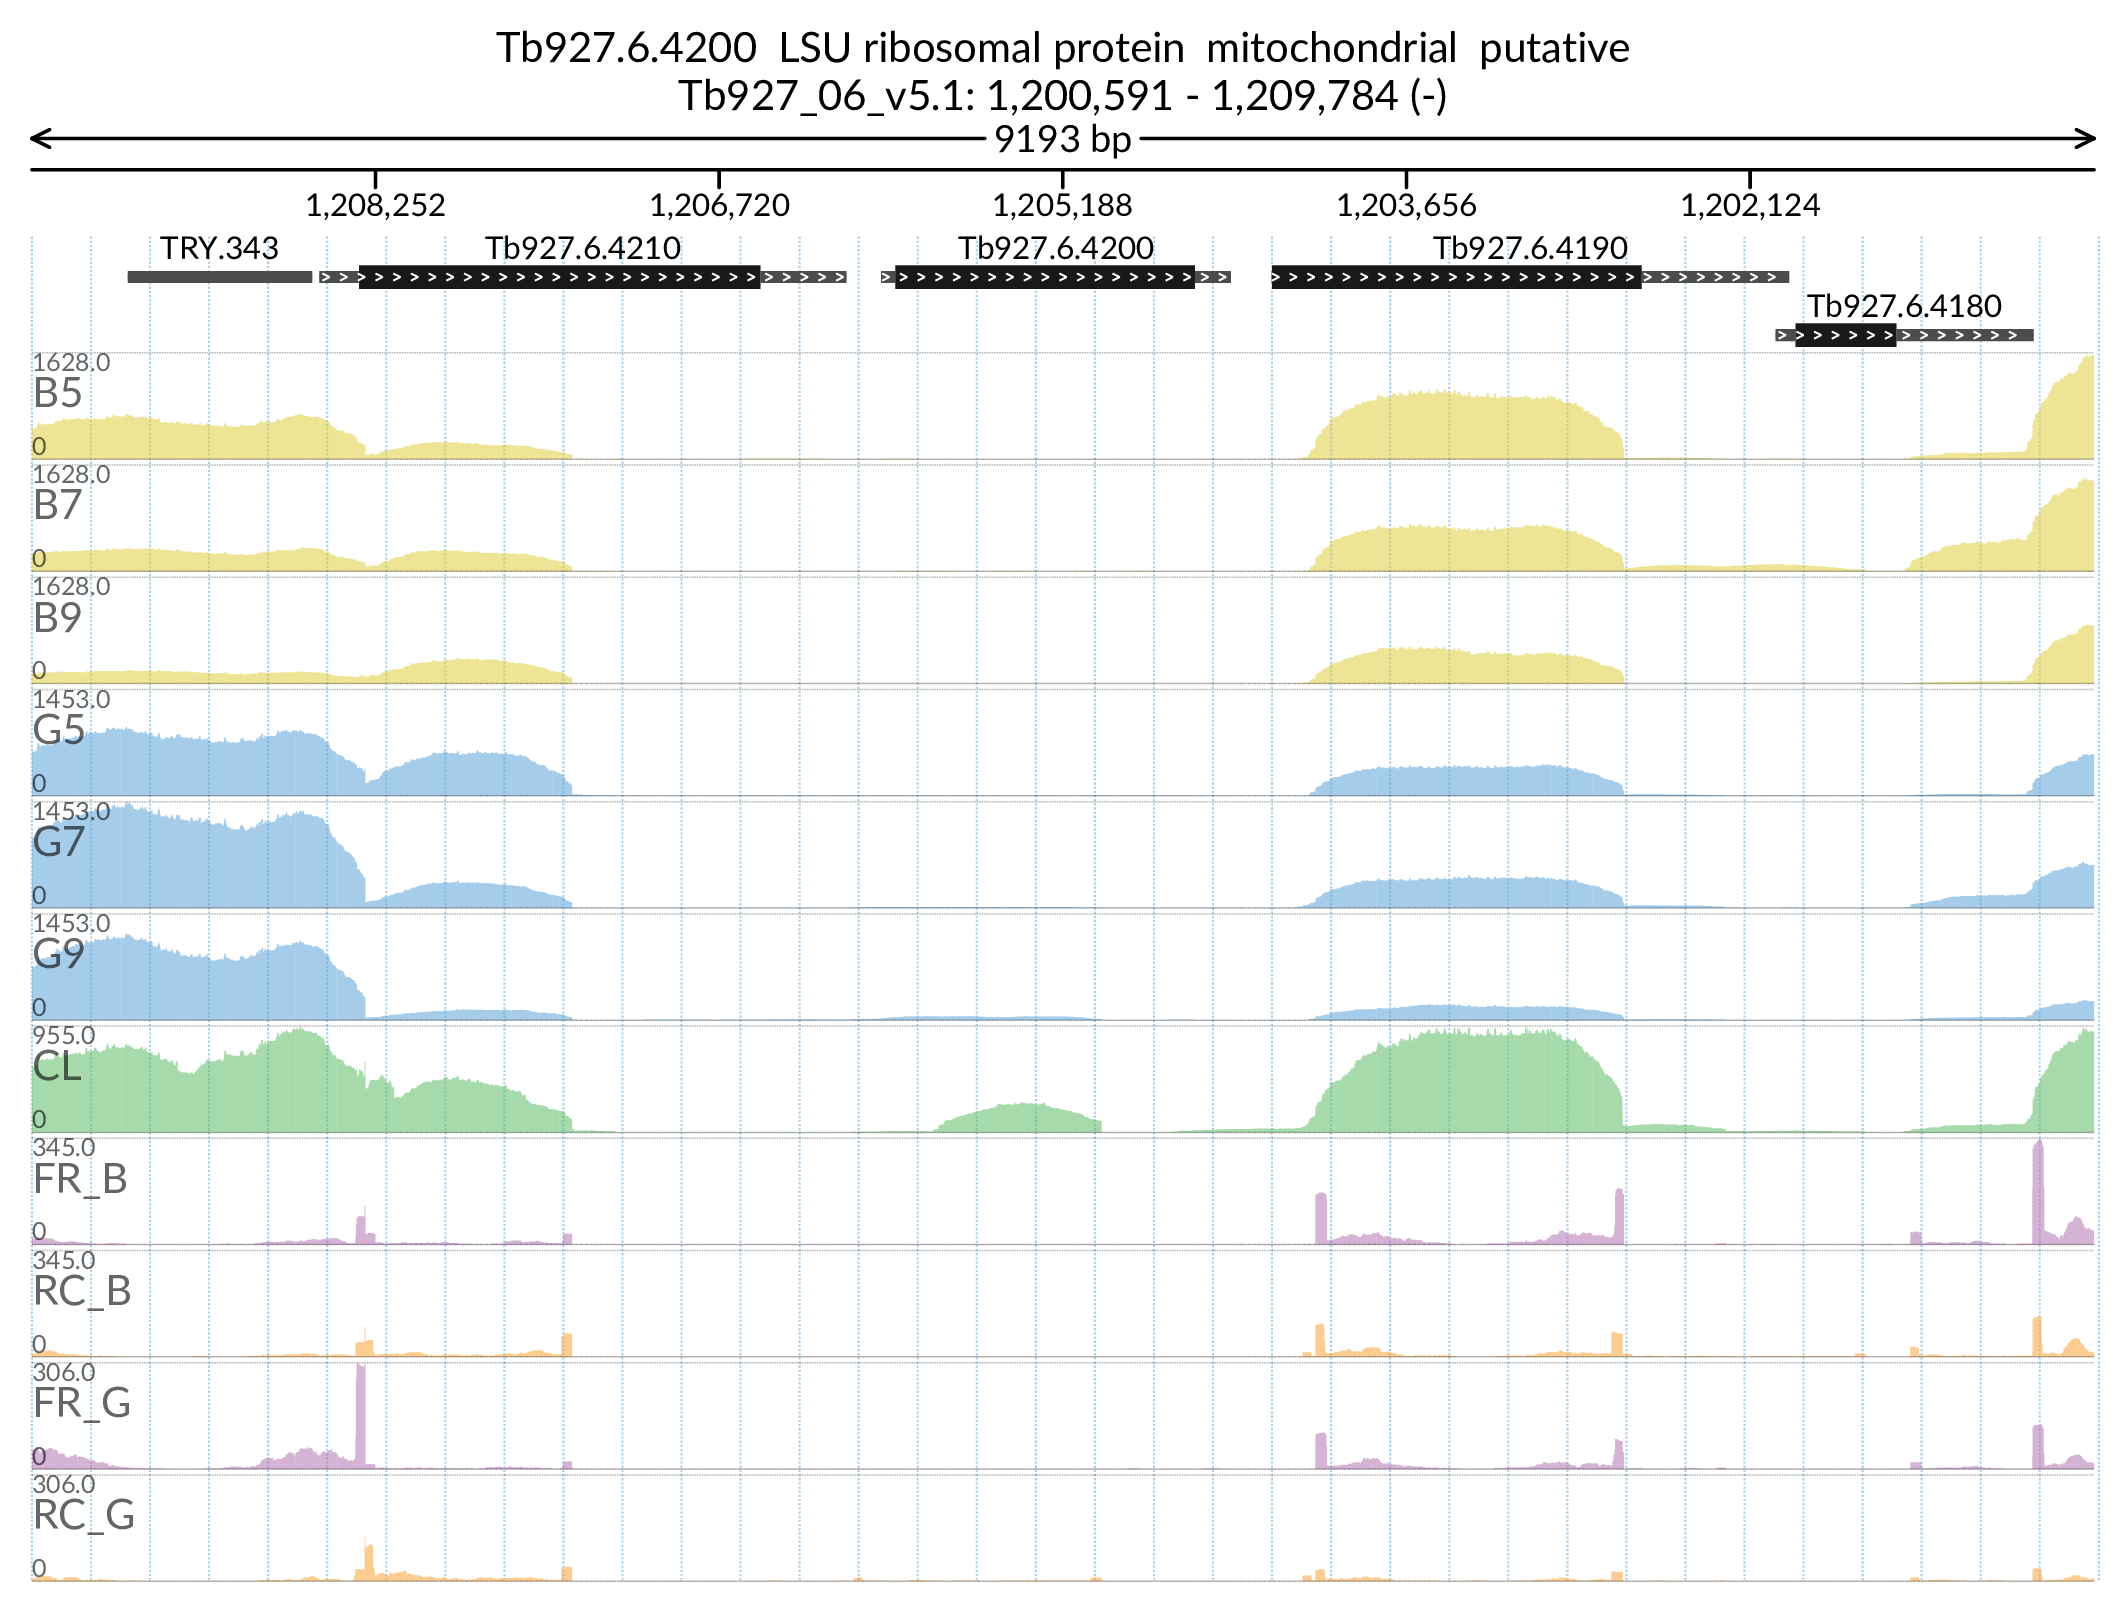 Tb927.6.4200  LSU ribosomal protein  mitochondrial  putative
Tb927_06_v5.1: 1,200,591 - 1,209,784 (-)
9193 bp
1,208,252 1,206,720 1,205,188 1,203,656 1,202,124
TRY.343 Tb927.6.4210 Tb927.6.4200 Tb927.6.4190
Tb927.6.4180
1628.0
B5
0
1628.0
B7
0
1628.0
B9
0
1453.0
G5
0
1453.0
G7
0
1453.0
G9
0
955.0
CL
0
345.0
FR_B
0
345.0
RC_B
0
306.0
FR_G
0
306.0
RC_G
0